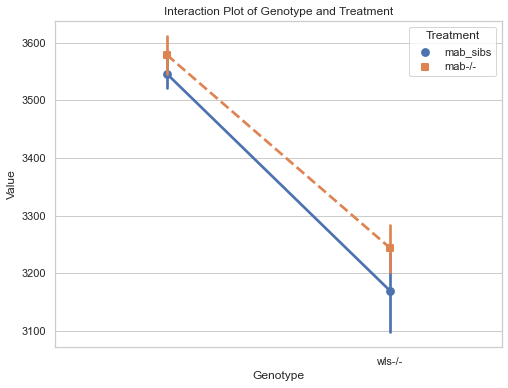 Interaction Plot of Genotype and Treatment
Treatment
mab_sibs
mab-/-
3600
3500
3400
3300
3200
3100
Value
wls-/-
Genotype